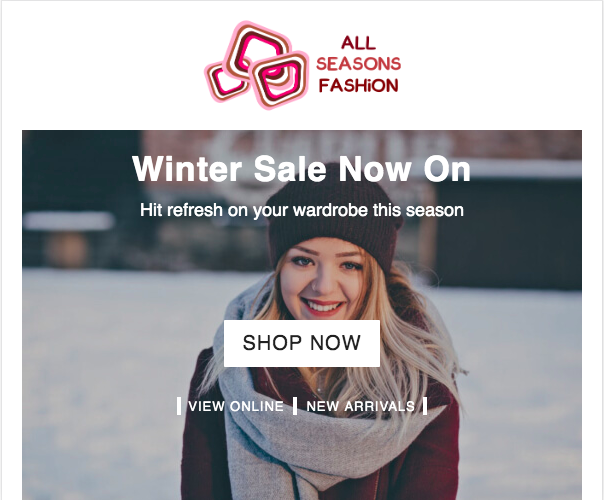 ALL
SEASONS
FASHiON
Winter Sale Now On
Hit refresh on your wardrobe this season
SHOP NOW
| VIEW ONLINE | NEW ARRIVALS |